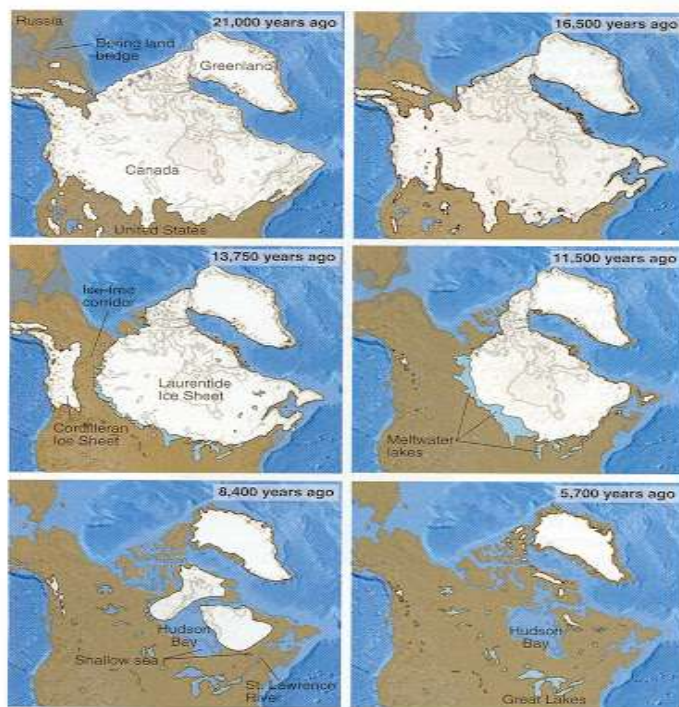 21,000 years ago
Russia
Bering land
bridge
Greenland
Canada
United States
16,500 years ago
13,750 years ago
Ice-free
corridor
Laurentide
Ice Sheet
Cordilleran
Ice Sheet
11,500 years ago
Meltwater
lakes
8,400 years ago
Hudson
Bay
Shallow sea
St. Lawrence
River
5,700 years ago
Hudson
Bay
Great Lakes